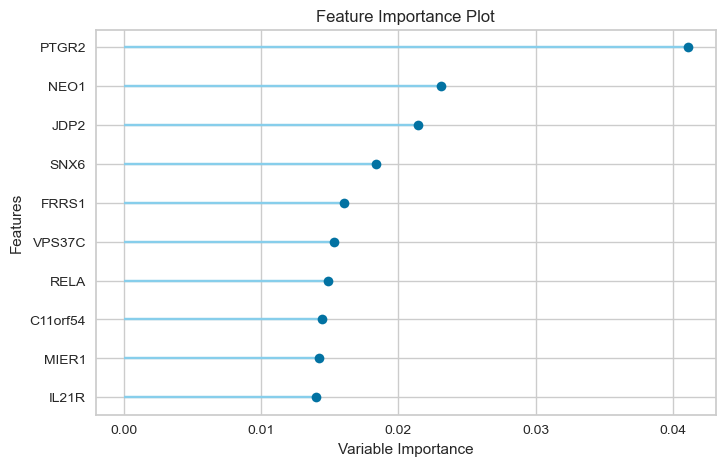 Feature Importance Plot
PTGR2
NEO1
JDP2
SNX6
FRRS1
VPS37C
RELA
C11orf54
MIER1
IL21R
Features
0.00 0.01 0.02 0.03 0.04
Variable Importance